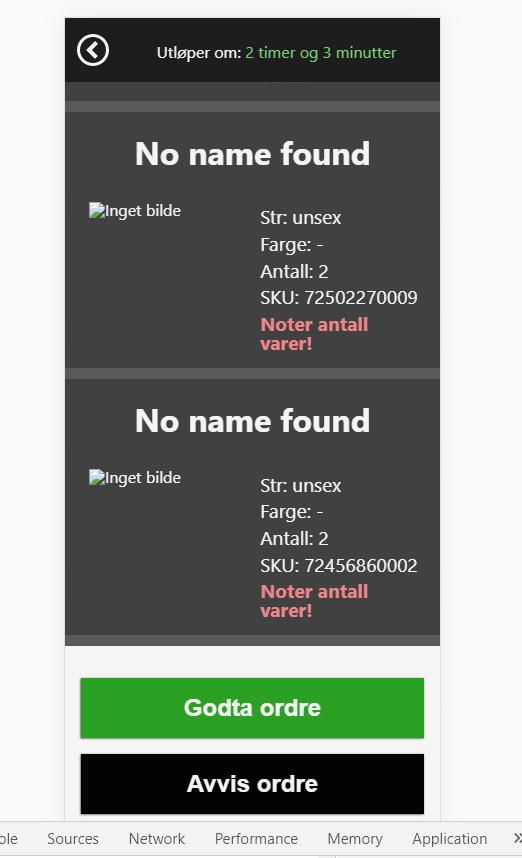 Utløper om: 2 timer og 3 minutter
No name found
Inget bilde
Str: unsex
Farge: -
Antall: 2
SKU: 72502270009
Noter antall
varer!
No name found
Inget bilde
Str: unsex
Farge: -
Antall: 2
SKU: 72456860002
Noter antall
varer!
Godta ordre
Avvis ordre
ole Sources Network Performance Memory Application »